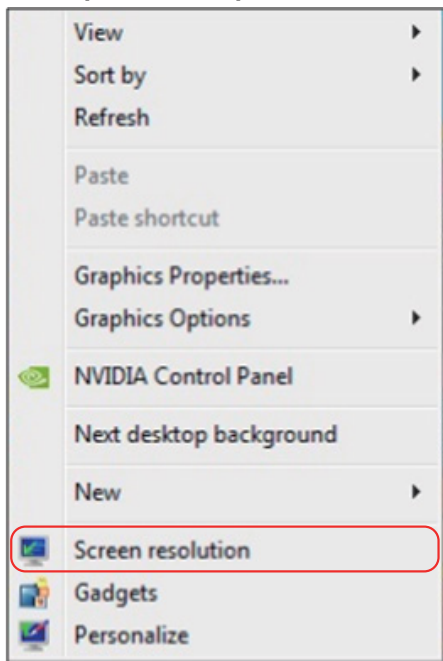 View
Sort by
Refresh
Paste
Paste shortcut
Graphics Properties...
Graphics Options
NVIDIA Control Panel
Next desktop background
New
Screen resolution
Gadgets
Personalize